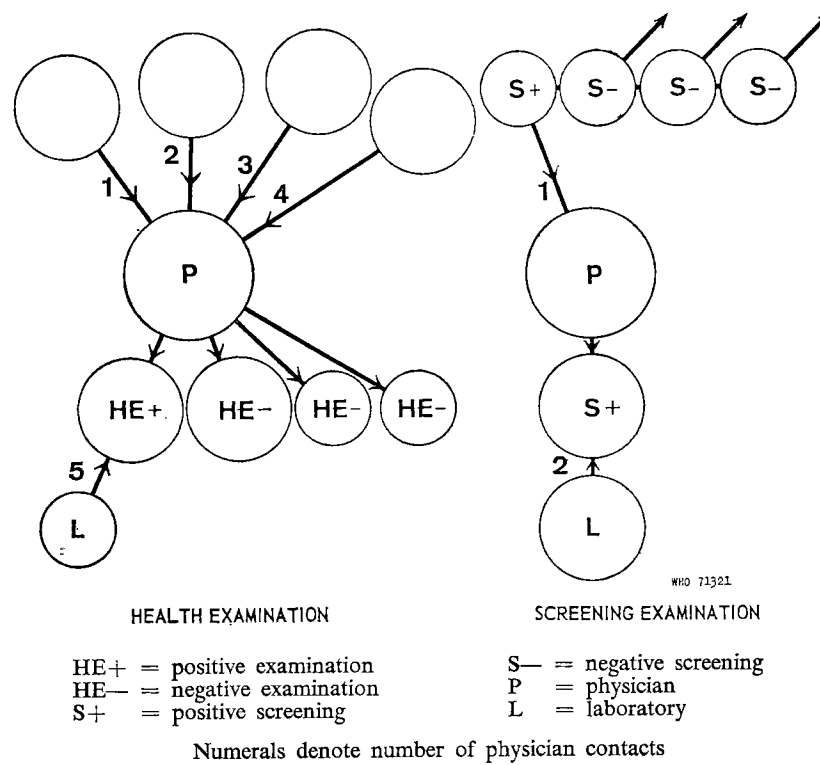 1
2
3
4
P
HE+
HE–
HE–
HE–
5
L
S+
S–
S–
S–
1
P
S+
2
L
WHO 71321
HEALTH EXAMINATION
SCREENING EXAMINATION
HE+ = positive examination
HE— = negative examination
S+ = positive screening
S— = negative screening
P = physician
L = laboratory
Numerals denote number of physician contacts